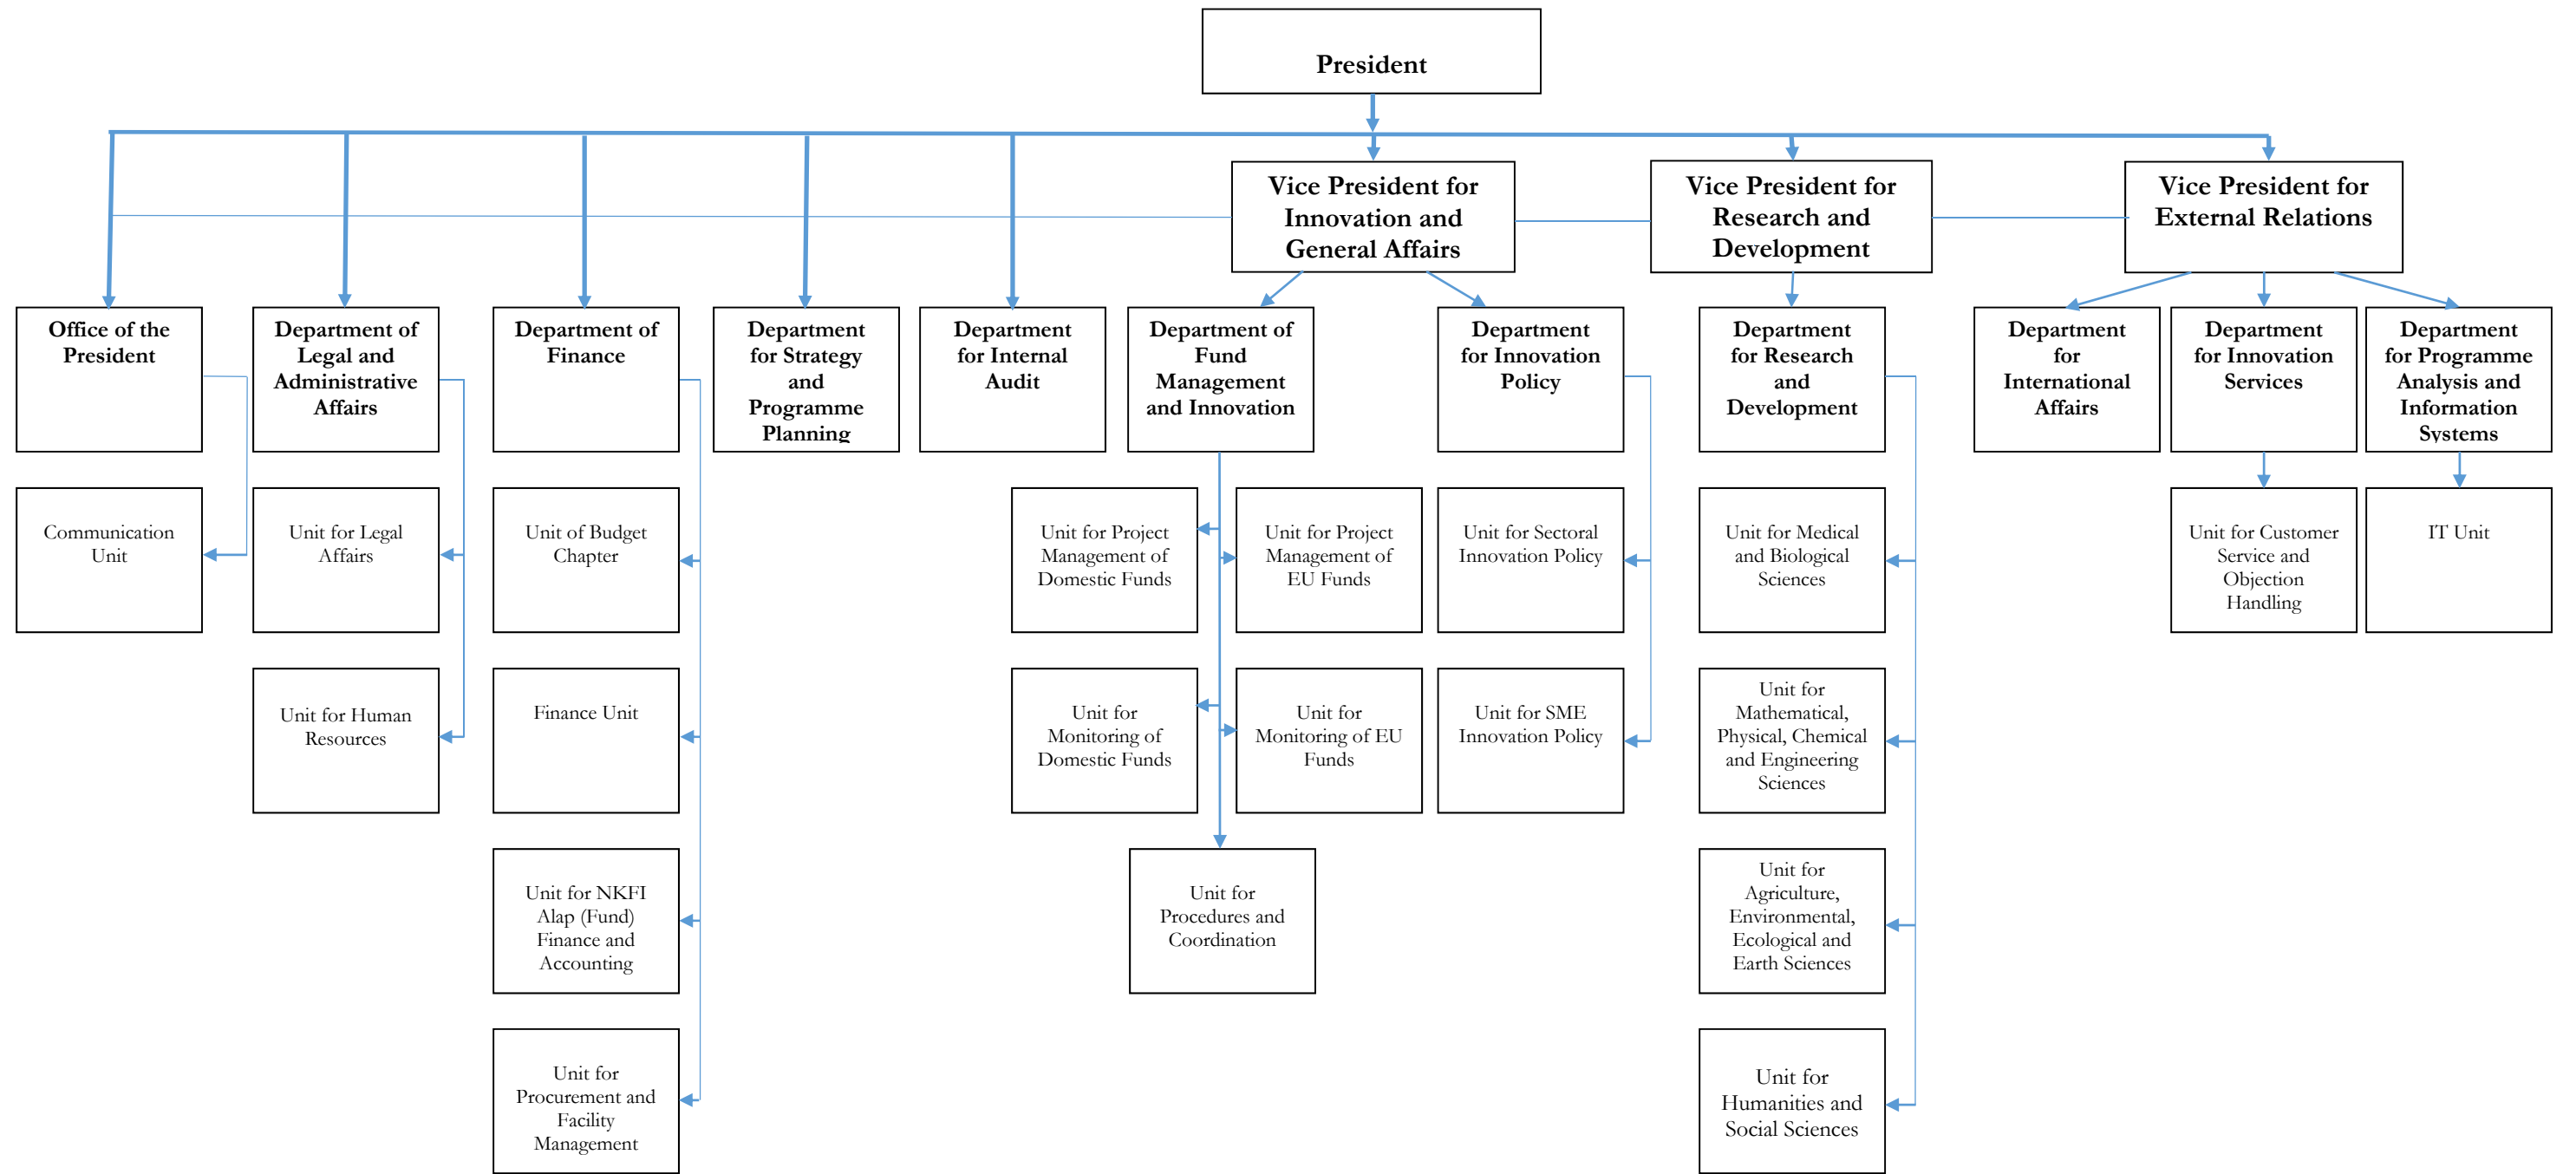 President
Vice President for
Innovation and
General Affairs
Vice President for
Research and
Development
Vice President for
External Relations
Office of the
President
Department of
Legal and
Administrative
Affairs
Department of
Finance
Department
for Strategy
and
Programme
Planning
Department
for Internal
Audit
Department of
Fund
Management
and Innovation
Department
for Innovation
Policy
Department
for Research
and
Development
Department
for
International
Affairs
Department
for Innovation
Services
Department
for Programme
Analysis and
Information
Systems
Communication
Unit
Unit for Legal
Affairs
Unit of Budget
Chapter
Unit for Project
Management of
Domestic Funds
Unit for Project
Management of
EU Funds
Unit for Sectoral
Innovation Policy
Unit for Medical
and Biological
Sciences
Unit for Customer
Service and
Objection
Handling
IT Unit
Unit for Human
Resources
Finance Unit
Unit for
Monitoring of
Domestic Funds
Unit for
Monitoring of EU
Funds
Unit for SME
Innovation Policy
Unit for
Mathematical,
Physical, Chemical
and Engineering
Sciences
Unit for NKFI
Alap (Fund)
Finance and
Accounting
Unit for
Procedures and
Coordination
Unit for
Agriculture,
Environmental,
Ecological and
Earth Sciences
Unit for
Procurement and
Facility
Management
Unit for
Humanities and
Social Sciences